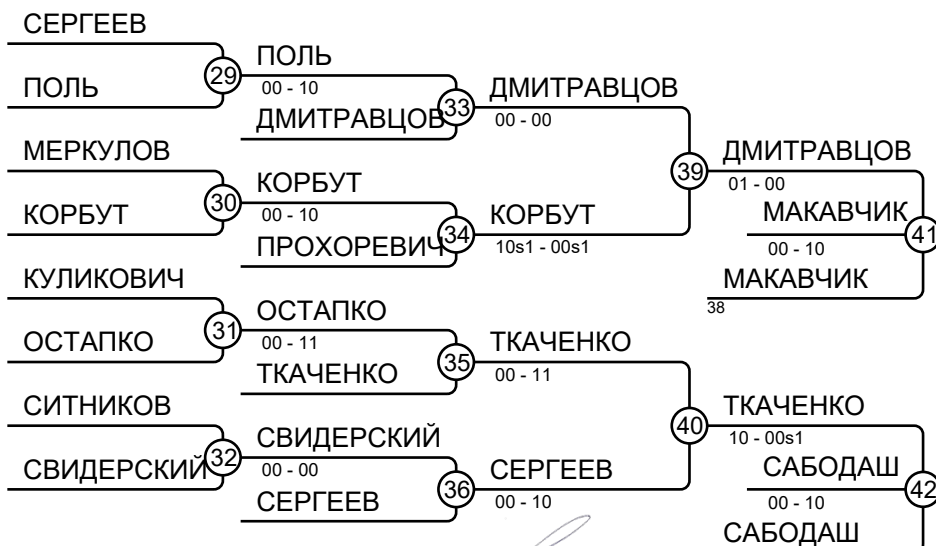 СЕРГЕЕВ
ПОЛЬ
29
ПОЛЬ
00 - 10
ДМИТРАВЦОВ
33
ДМИТРАВЦОВ
00 - 00
МЕРКУЛОВ
КОРБУТ
30
КОРБУТ
00 - 10
ПРОХОРЕВИЧ
34
КОРБУТ
10s1 - 00s1
39
ДМИТРАВЦОВ
01 - 00
МАКАВЧИК
00 - 10
41
МАКАВЧИК
38
КУЛИКОВИЧ
ОСТАПКО
31
ОСТАПКО
00 - 11
ТКАЧЕНКО
35
ТКАЧЕНКО
00 - 11
СИТНИКОВ
СВИДЕРСКИЙ
32
СВИДЕРСКИЙ
00 - 00
СЕРГЕЕВ
36
СЕРГЕЕВ
00 - 10
40
ТКАЧЕНКО
10 - 00s1
САБОДАШ
00 - 10
42
САБОДАШ